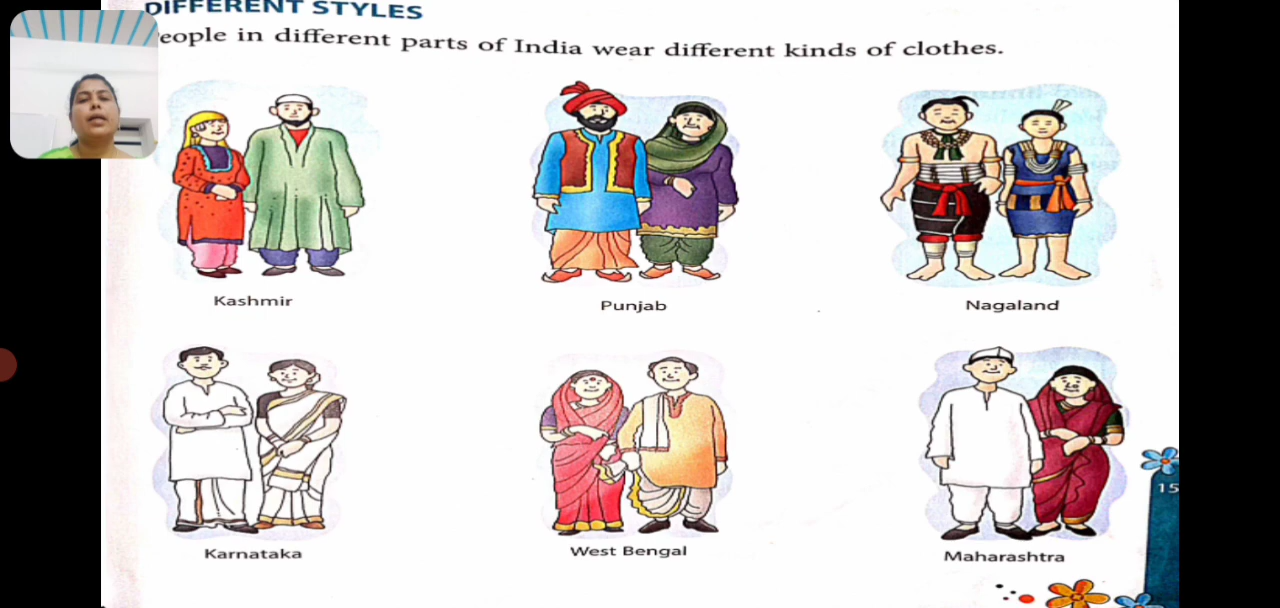 DIFFERENT STYLES
People in different parts of India wear different kinds of clothes.
Kashmir
Punjab
Nagaland
Karnataka
West Bengal
Maharashtra
15